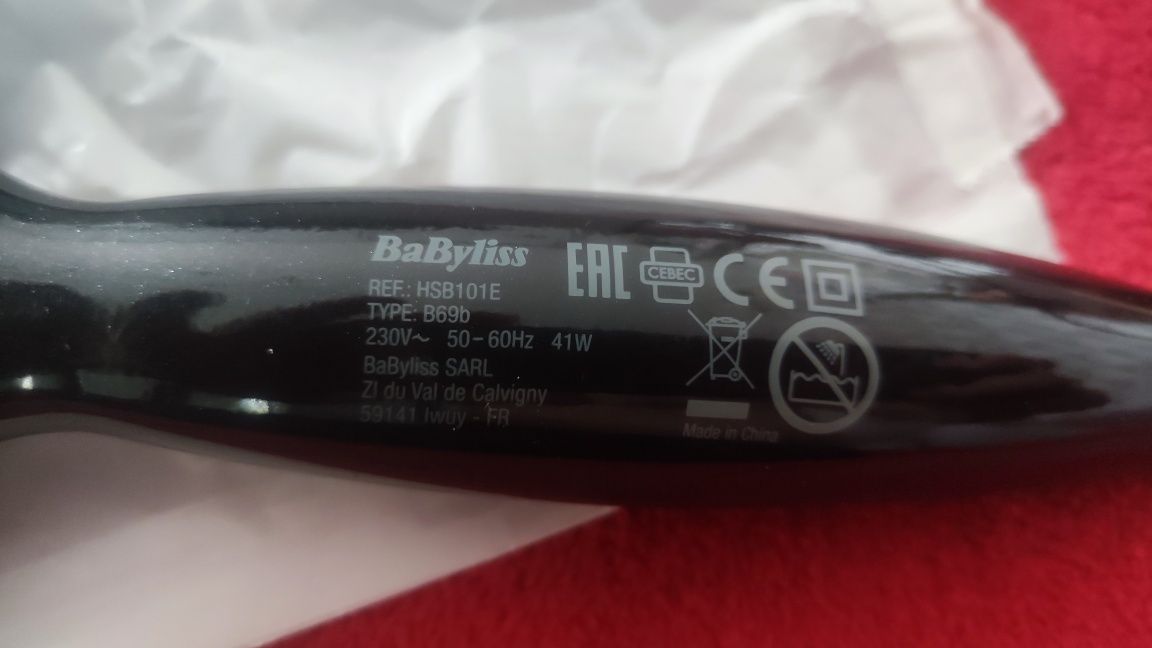 BaByliss
REF.: HSB101E
TYPE: B69b
230V~ 50-60Hz 41W
BaByliss SARL
ZI du Val de Calvigny
59141 Iwuy - FR
EAC CEBEC CE
Made in China